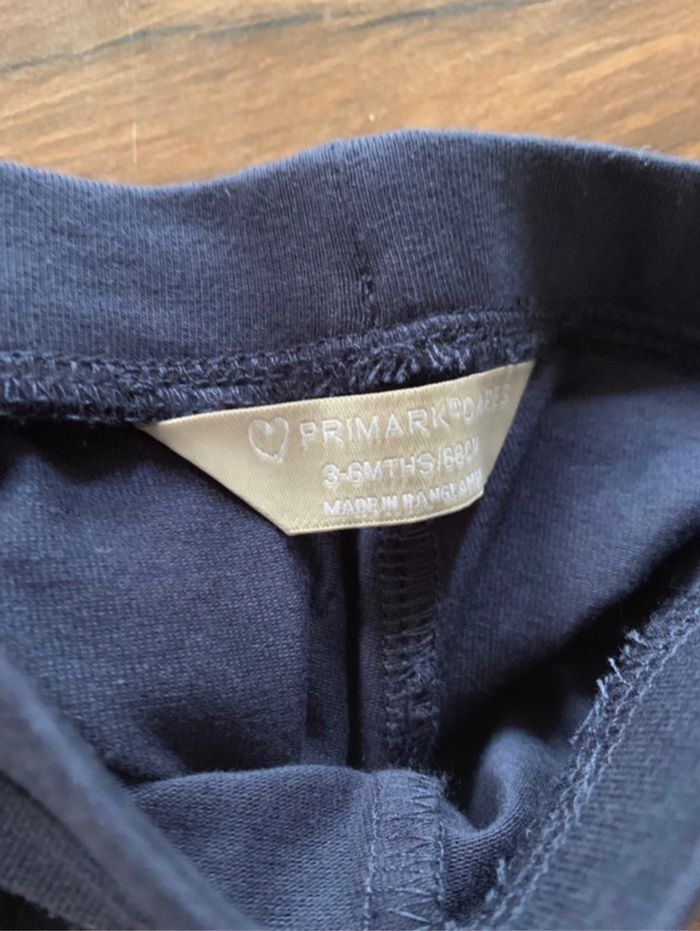 ♡ PRIMARK®CARES
3-6MTHS/68CM
MADE IN BANGLADESH